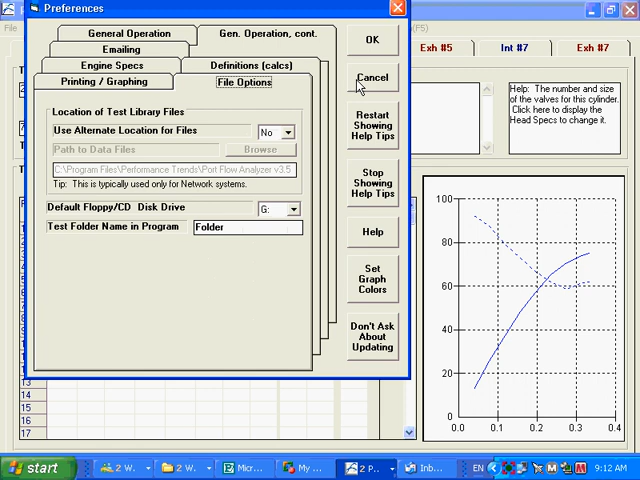 Preferences
General Operation
Gen. Operation, cont.
Emailing
Engine Specs
Definitions (calcs)
Printing / Graphing
File Options
Location of Test Library Files
Use Alternate Location for Files
No
Path to Data Files
Browse
C:\Program Files\Performance Trends\Port Flow Analyzer v3.5
Tip: This is typically used only for Network systems.
Default Floppy/CD Disk Drive
G:
Test Folder Name in Program
Folder
OK
Cancel
Restart
Showing
Help Tips
Stop
Showing
Help Tips
Help
Set
Graph
Colors
Don't Ask
About
Updating
(F5)
Exh #5
Int #7
Exh #7
Help: The number and size
of the valves for this cylinder.
Click here to display the
Head Specs to change it.
100
80
60
40
20
0
0.0
0.1
0.2
0.3
0.4
13
14
15
16
17
start
2 W.
2 W.
Micr...
My ...
2 P..
Inb...
EN
9:12 AM